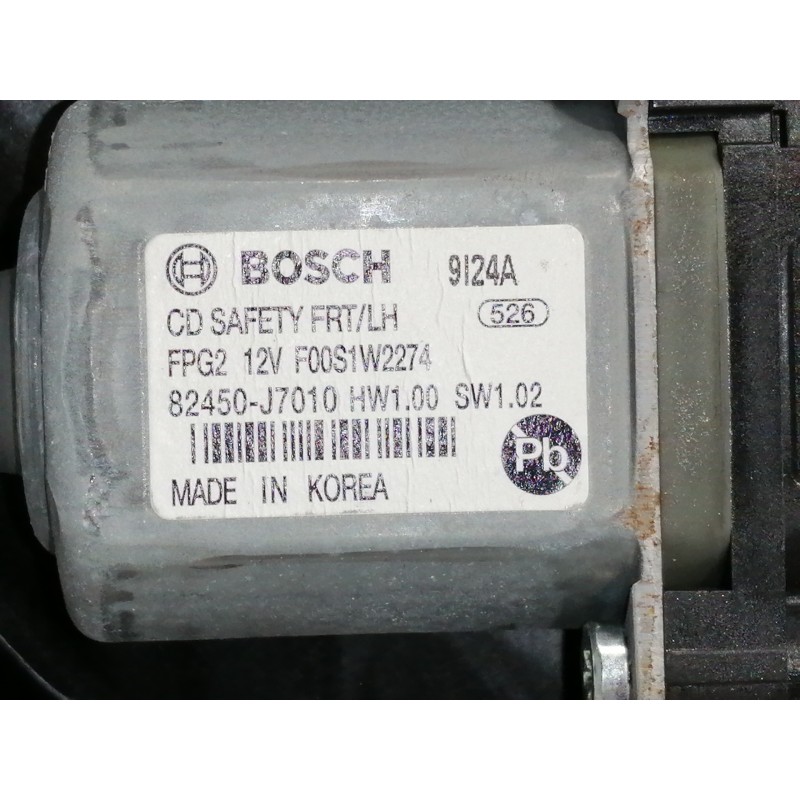 BOSCH 9I24A
CD SAFETY FRT/LH 526
FPG2 12V F00S1W2274
82450-J7010 HW1.00 SW1.02
Pb
MADE IN KOREA